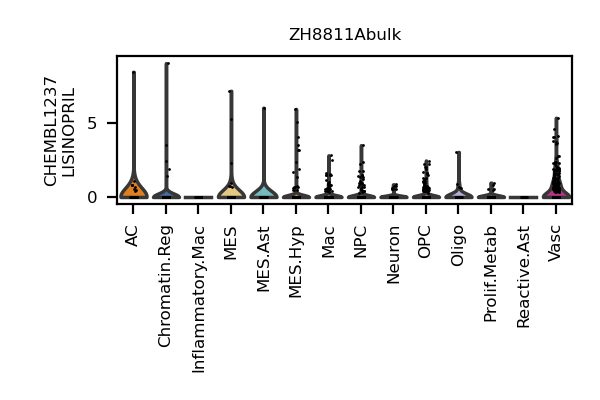 ZH8811Abulk
CHEMBL1237
LISINOPRIL
5
0
AC
Chromatin.Reg
Inflammatory.Mac
MES
MES.Ast
MES.Hyp
Mac
NPC
Neuron
OPC
Oligo
Prolif.Metab
Reactive.Ast
Vasc